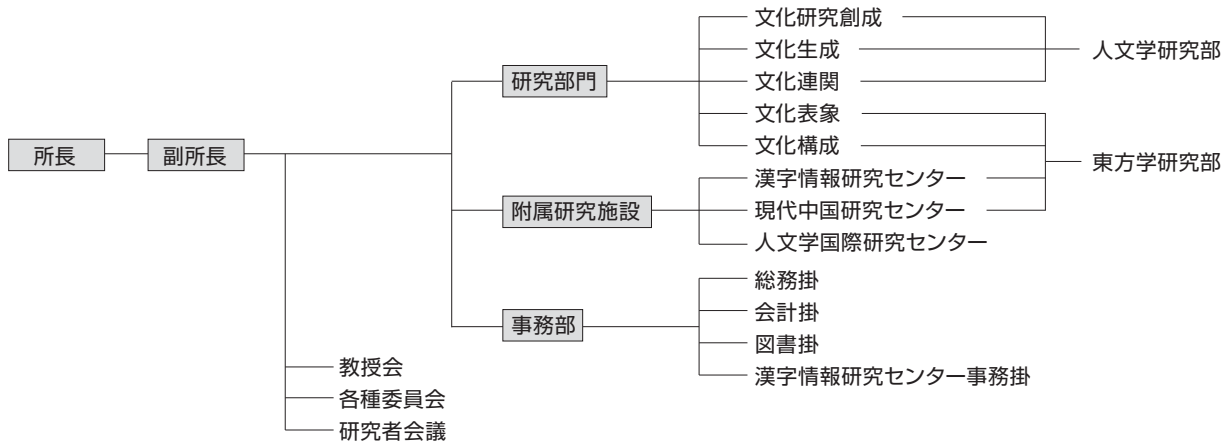 所長
副所長
研究部門
文化研究創成
文化生成
文化連関
文化表象
文化構成
人文学研究部
東方学研究部
附属研究施設
漢字情報研究センター
現代中国研究センター
人文学国際研究センター
事務部
総務掛
会計掛
図書掛
漢字情報研究センター事務掛
教授会
各種委員会
研究者会議